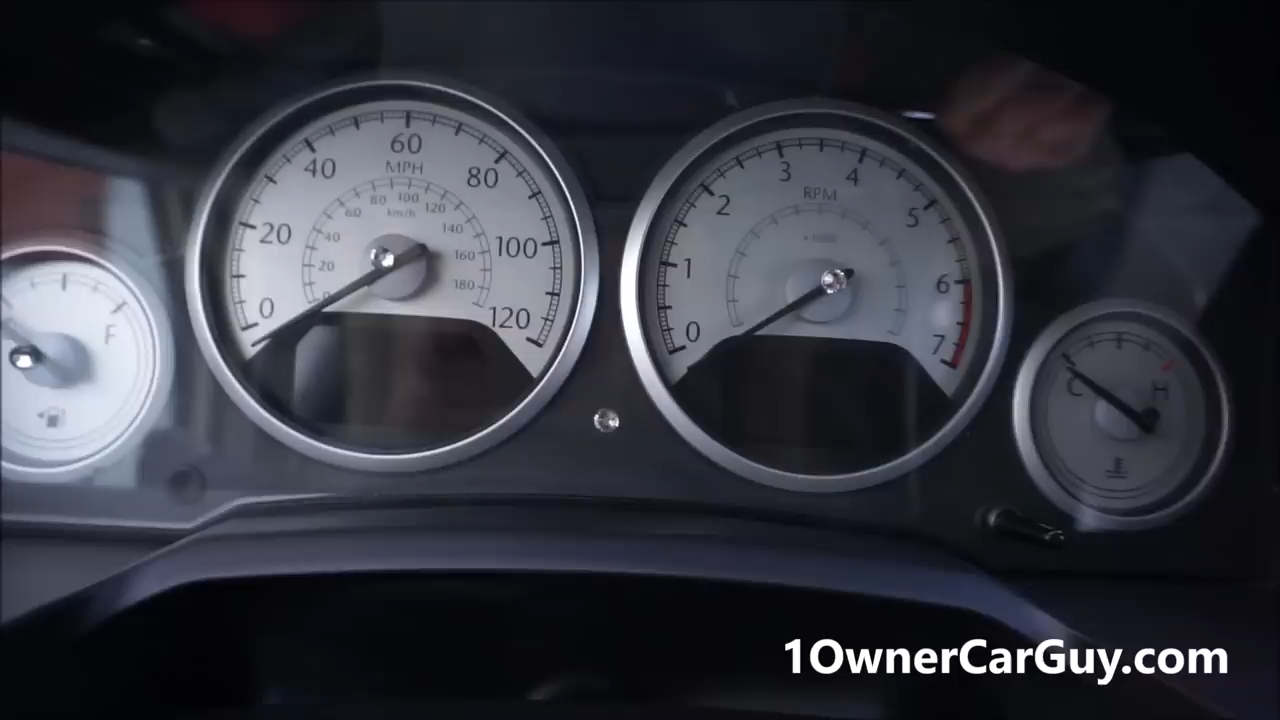 0 20 40 60 80 100 120
MPH
20 40 60 80 100 120 140 160 180
km/h
0 1 2 3 4 5 6 7
RPM
F
C H
1OwnerCarGuy.com